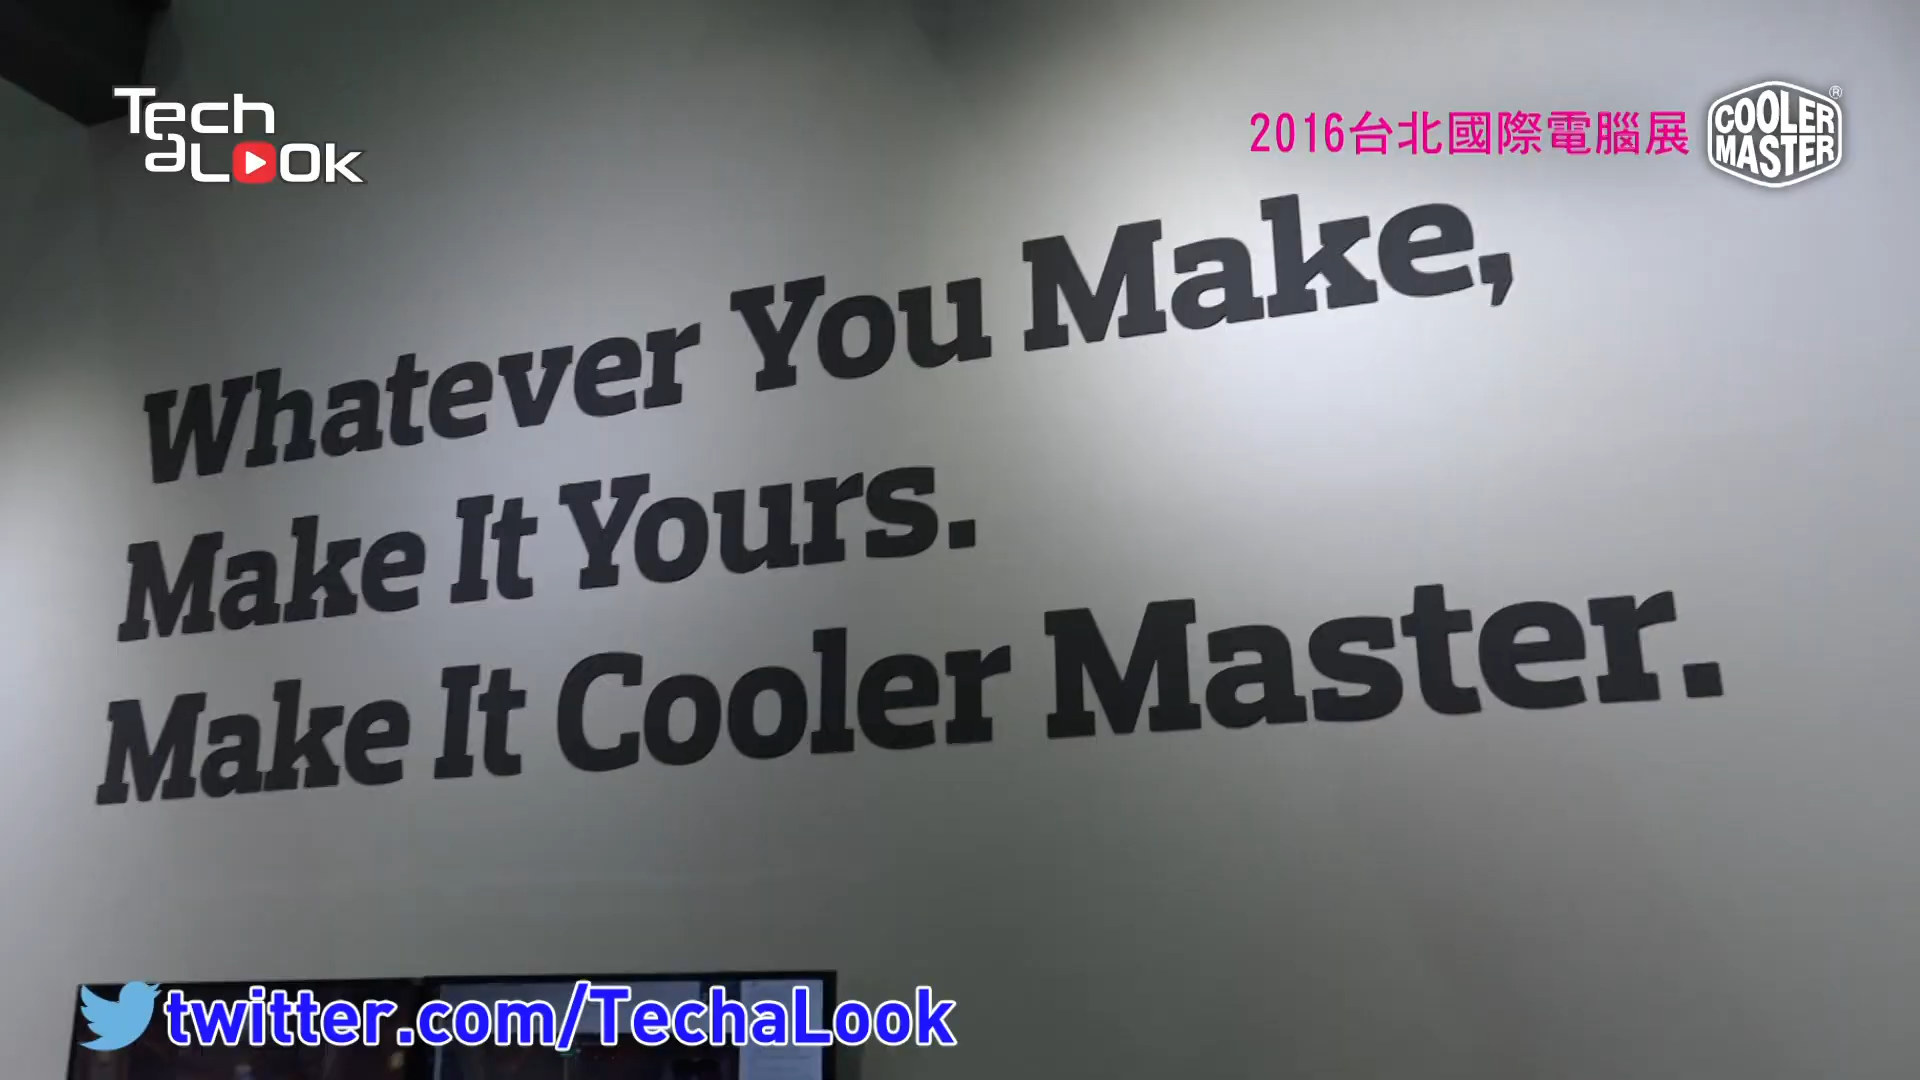 Tech
aLook
2016台北國際電腦展
COOLER
MASTER
®
Whatever You Make,
Make It Yours.
Make It Cooler Master.
twitter.com/TechaLook